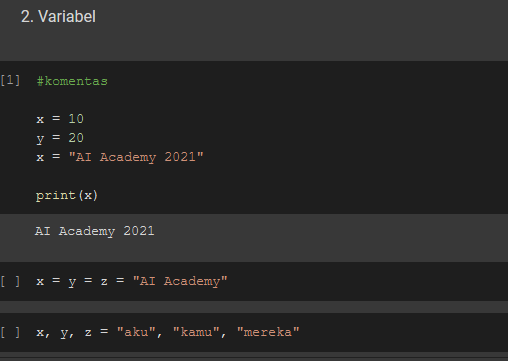 2. Variabel
[1] #komentas
x = 10
y = 20
x = "AI Academy 2021"
print(x)
AI Academy 2021
[ ] x = y = z = "AI Academy"
[ ] x, y, z = "aku", "kamu", "mereka"